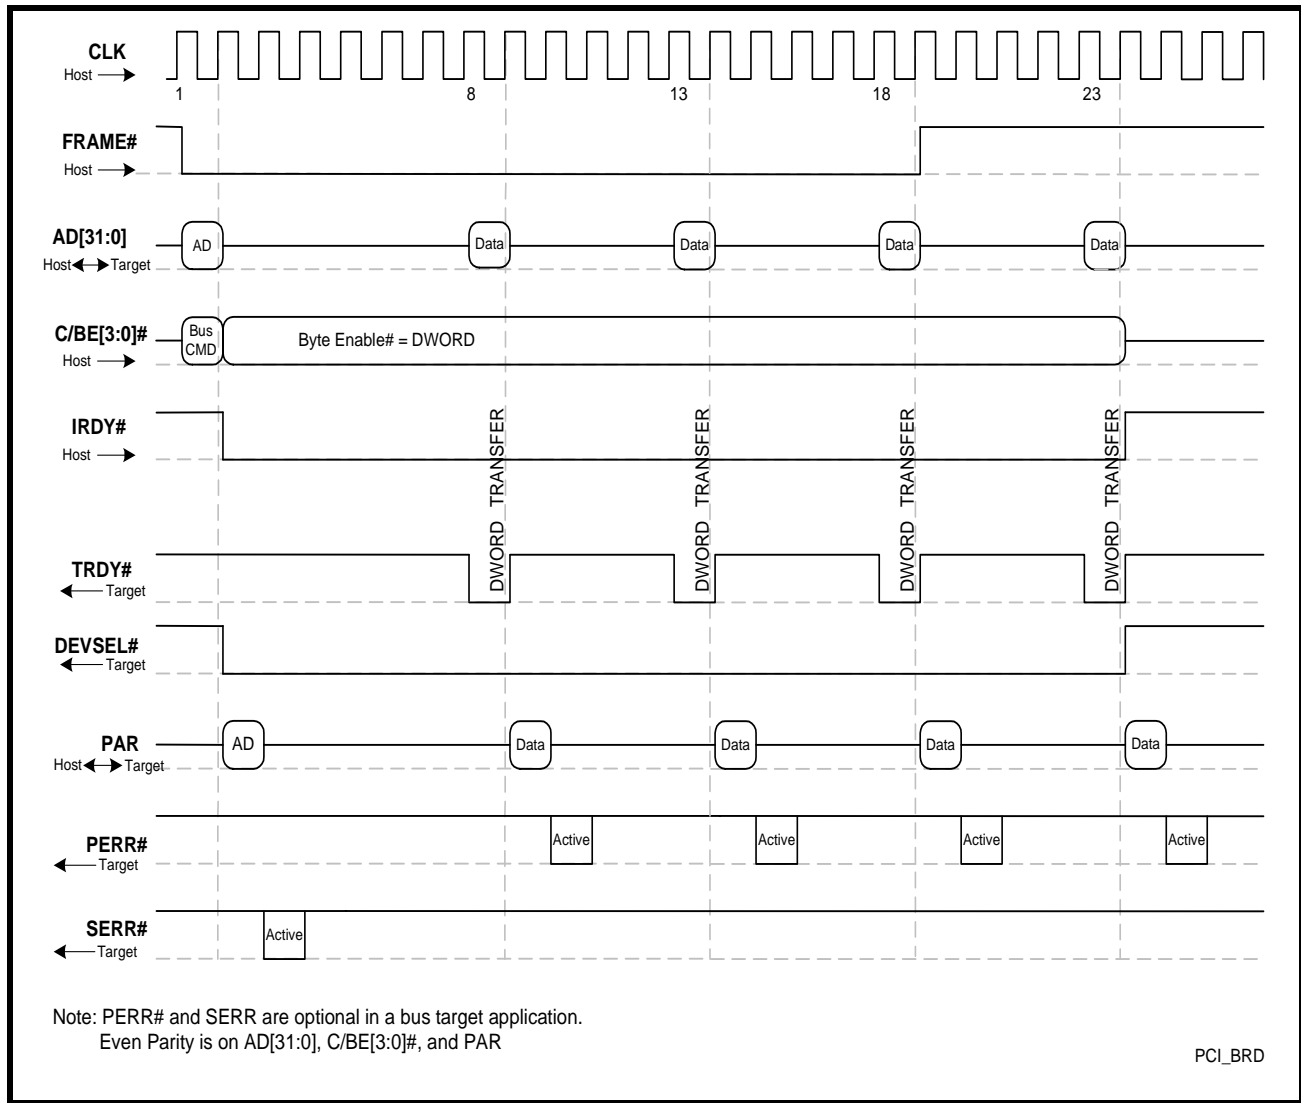 CLK
Host
1 8 13 18 23
FRAME#
Host
AD[31:0]
Host Target
AD Data Data Data Data
C/BE[3:0]#
Host
Bus
CMD
Byte Enable# = DWORD
IRDY#
Host
DWORD TRANSFER
DWORD TRANSFER
DWORD TRANSFER
DWORD TRANSFER
TRDY#
Target
DEVSEL#
Target
PAR
Host Target
AD Data Data Data Data
PERR#
Target
Active Active Active Active
SERR#
Target
Active
Note: PERR# and SERR are optional in a bus target application.
Even Parity is on AD[31:0], C/BE[3:0]#, and PAR
PCI_BRD